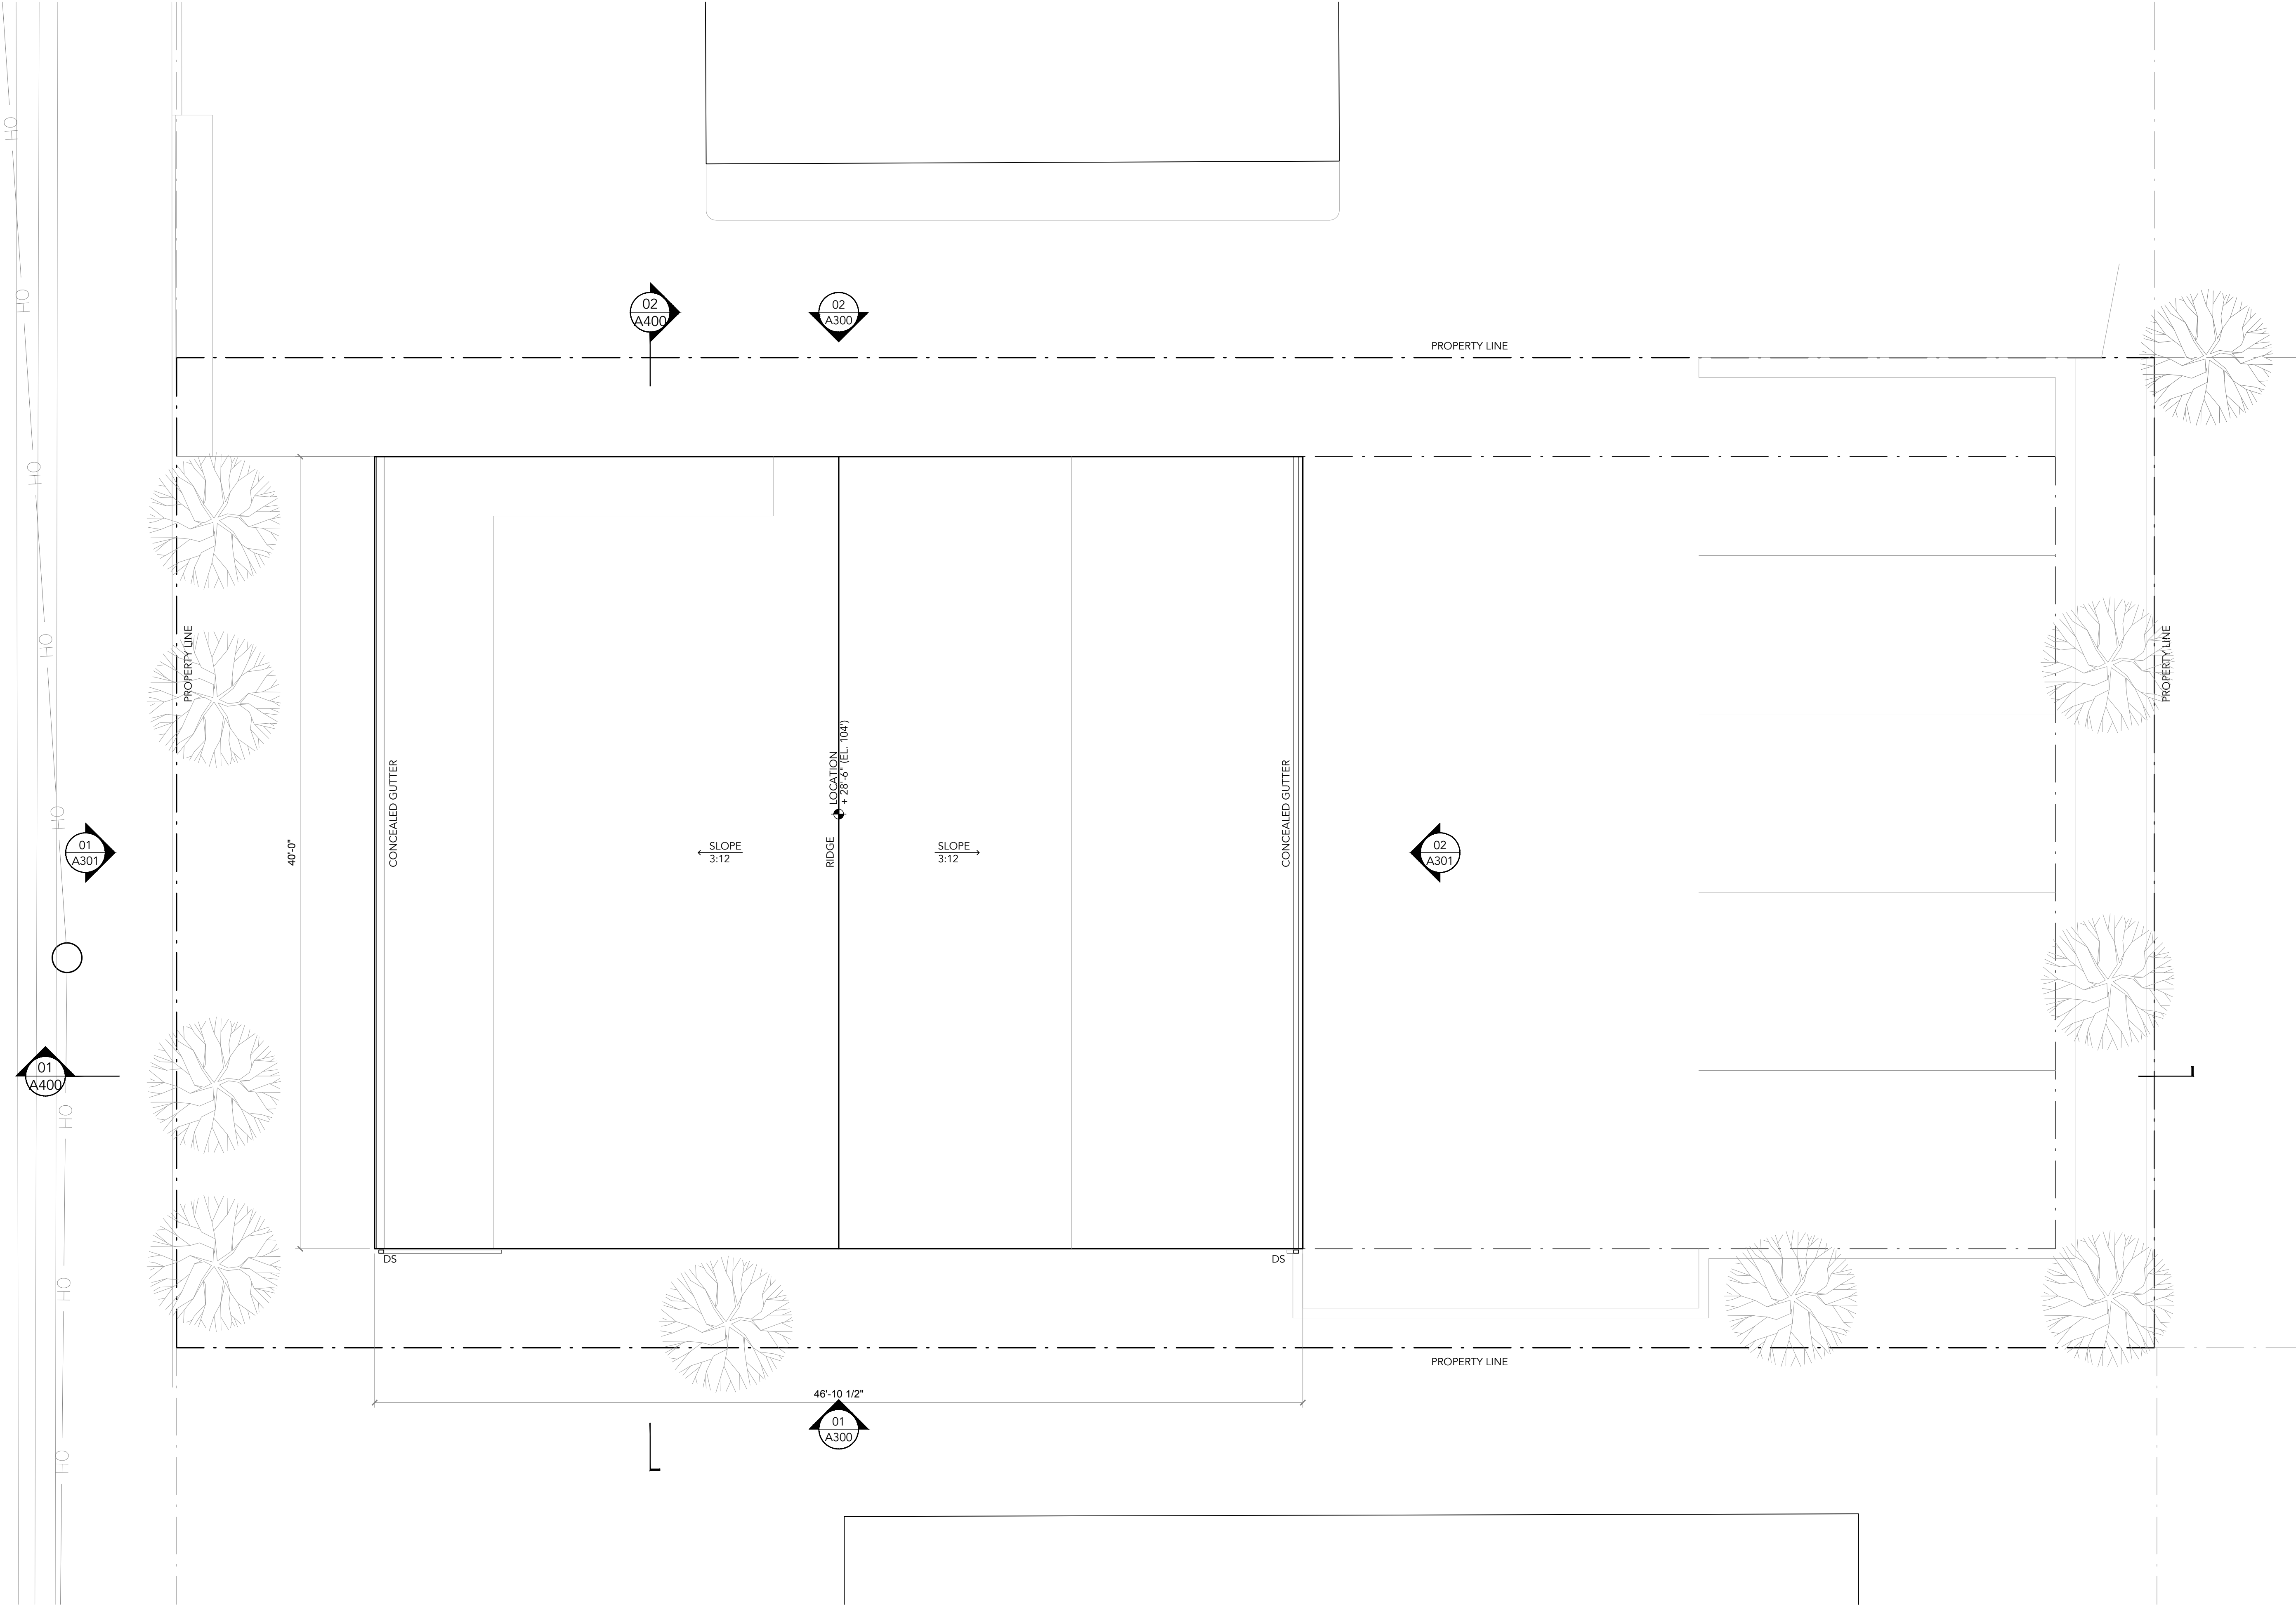 OH
OH
OH
OH
OH
OH
OH
OH
02
A400
02
A300
PROPERTY LINE
PROPERTY LINE
PROPERTY LINE
CONCEALED GUTTER
LOCATION
+ 28'-6" (EL. 104')
RIDGE
CONCEALED GUTTER
40'-0"
SLOPE
3:12
SLOPE
3:12
01
A301
02
A301
01
A400
DS
DS
PROPERTY LINE
46'-10 1/2"
01
A300